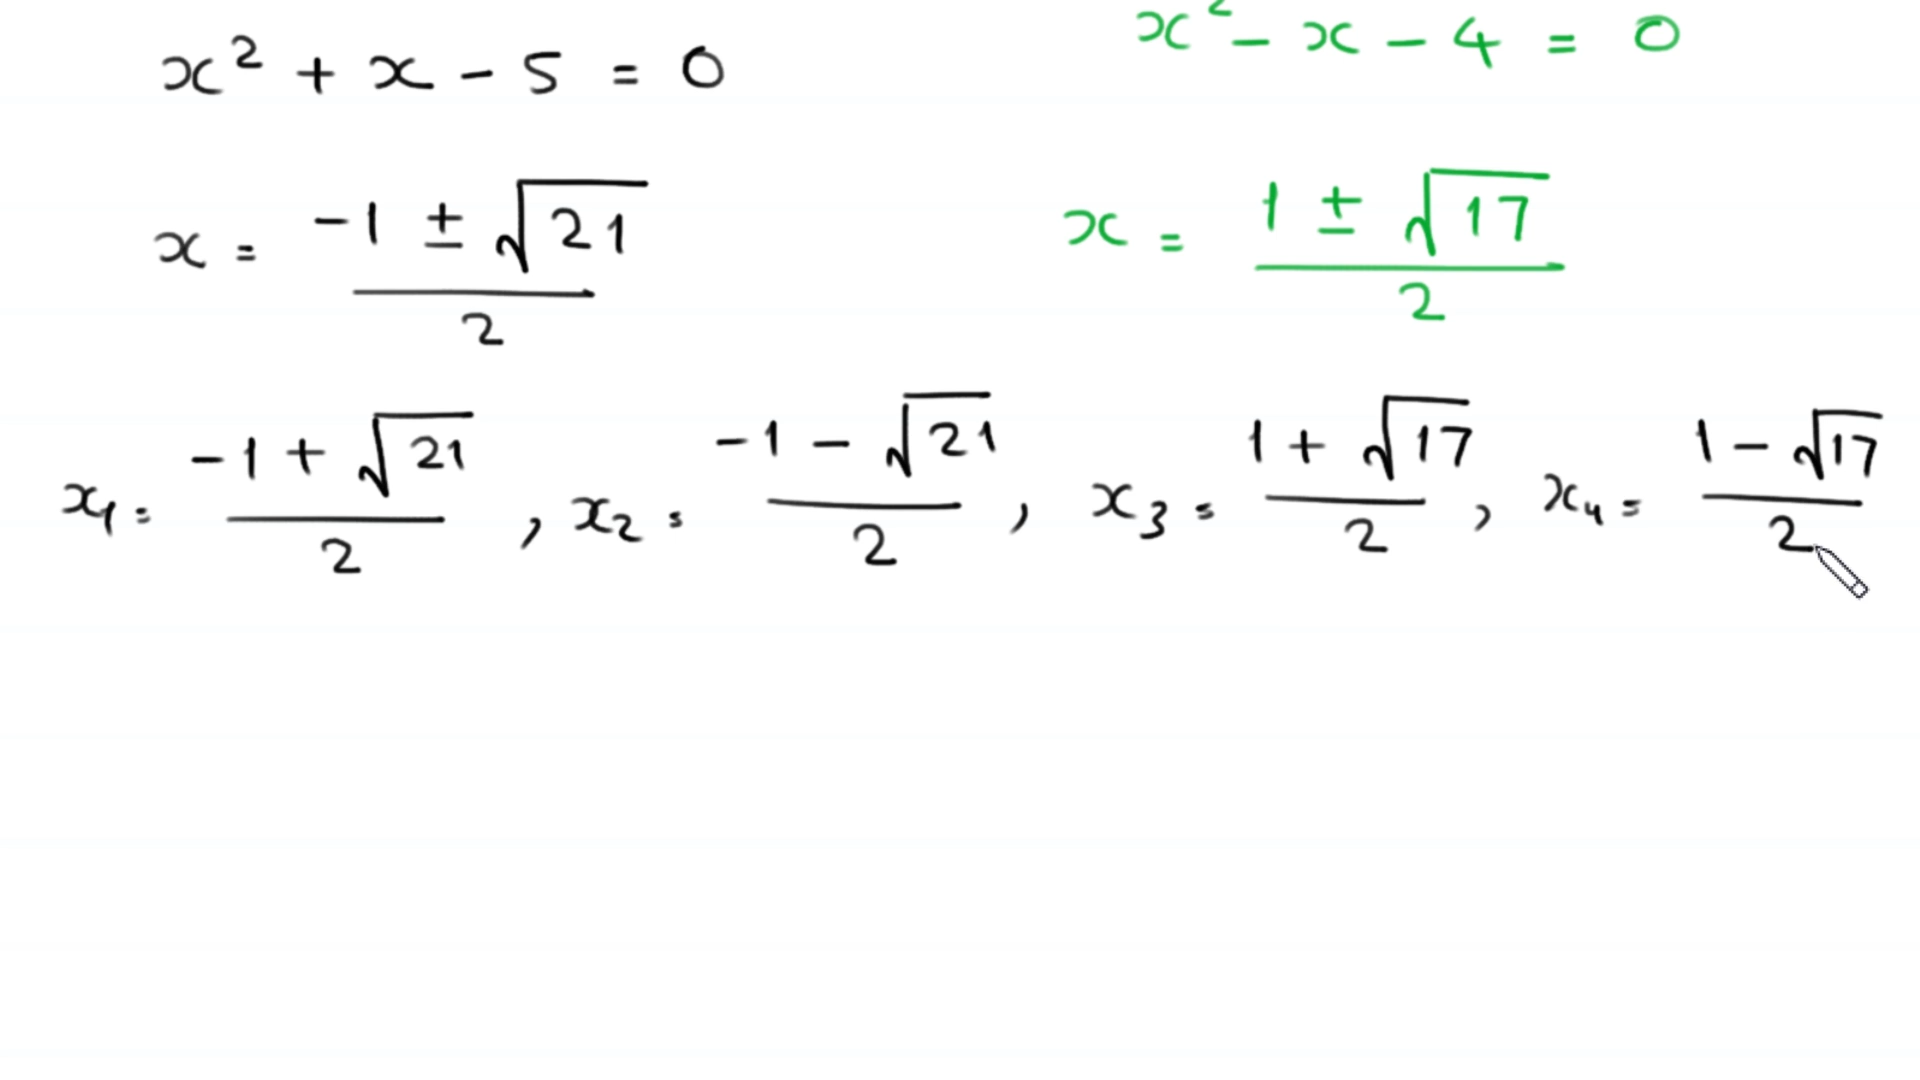 x² + x - 5 = 0
x² - x - 4 = 0
x = (-1 ± √21)/2
x = (1 ± √17)/2
x₁ = (-1 + √21)/2 , x₂ = (-1 - √21)/2 , x₃ = (1 + √17)/2 , x₄ = (1 - √17)/2